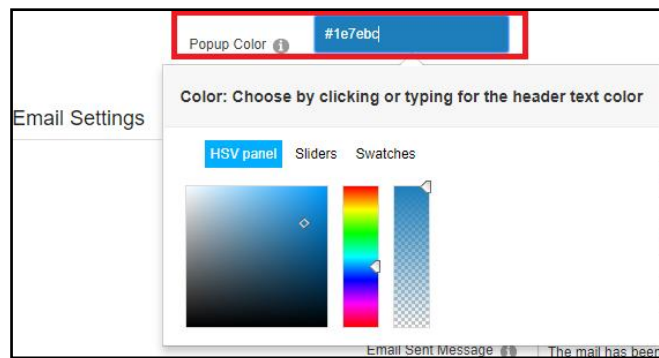 Popup Color
#1e7ebc
Color: Choose by clicking or typing for the header text color
Email Settings
HSV panel Sliders Swatches
Email Sent Message The mail has been